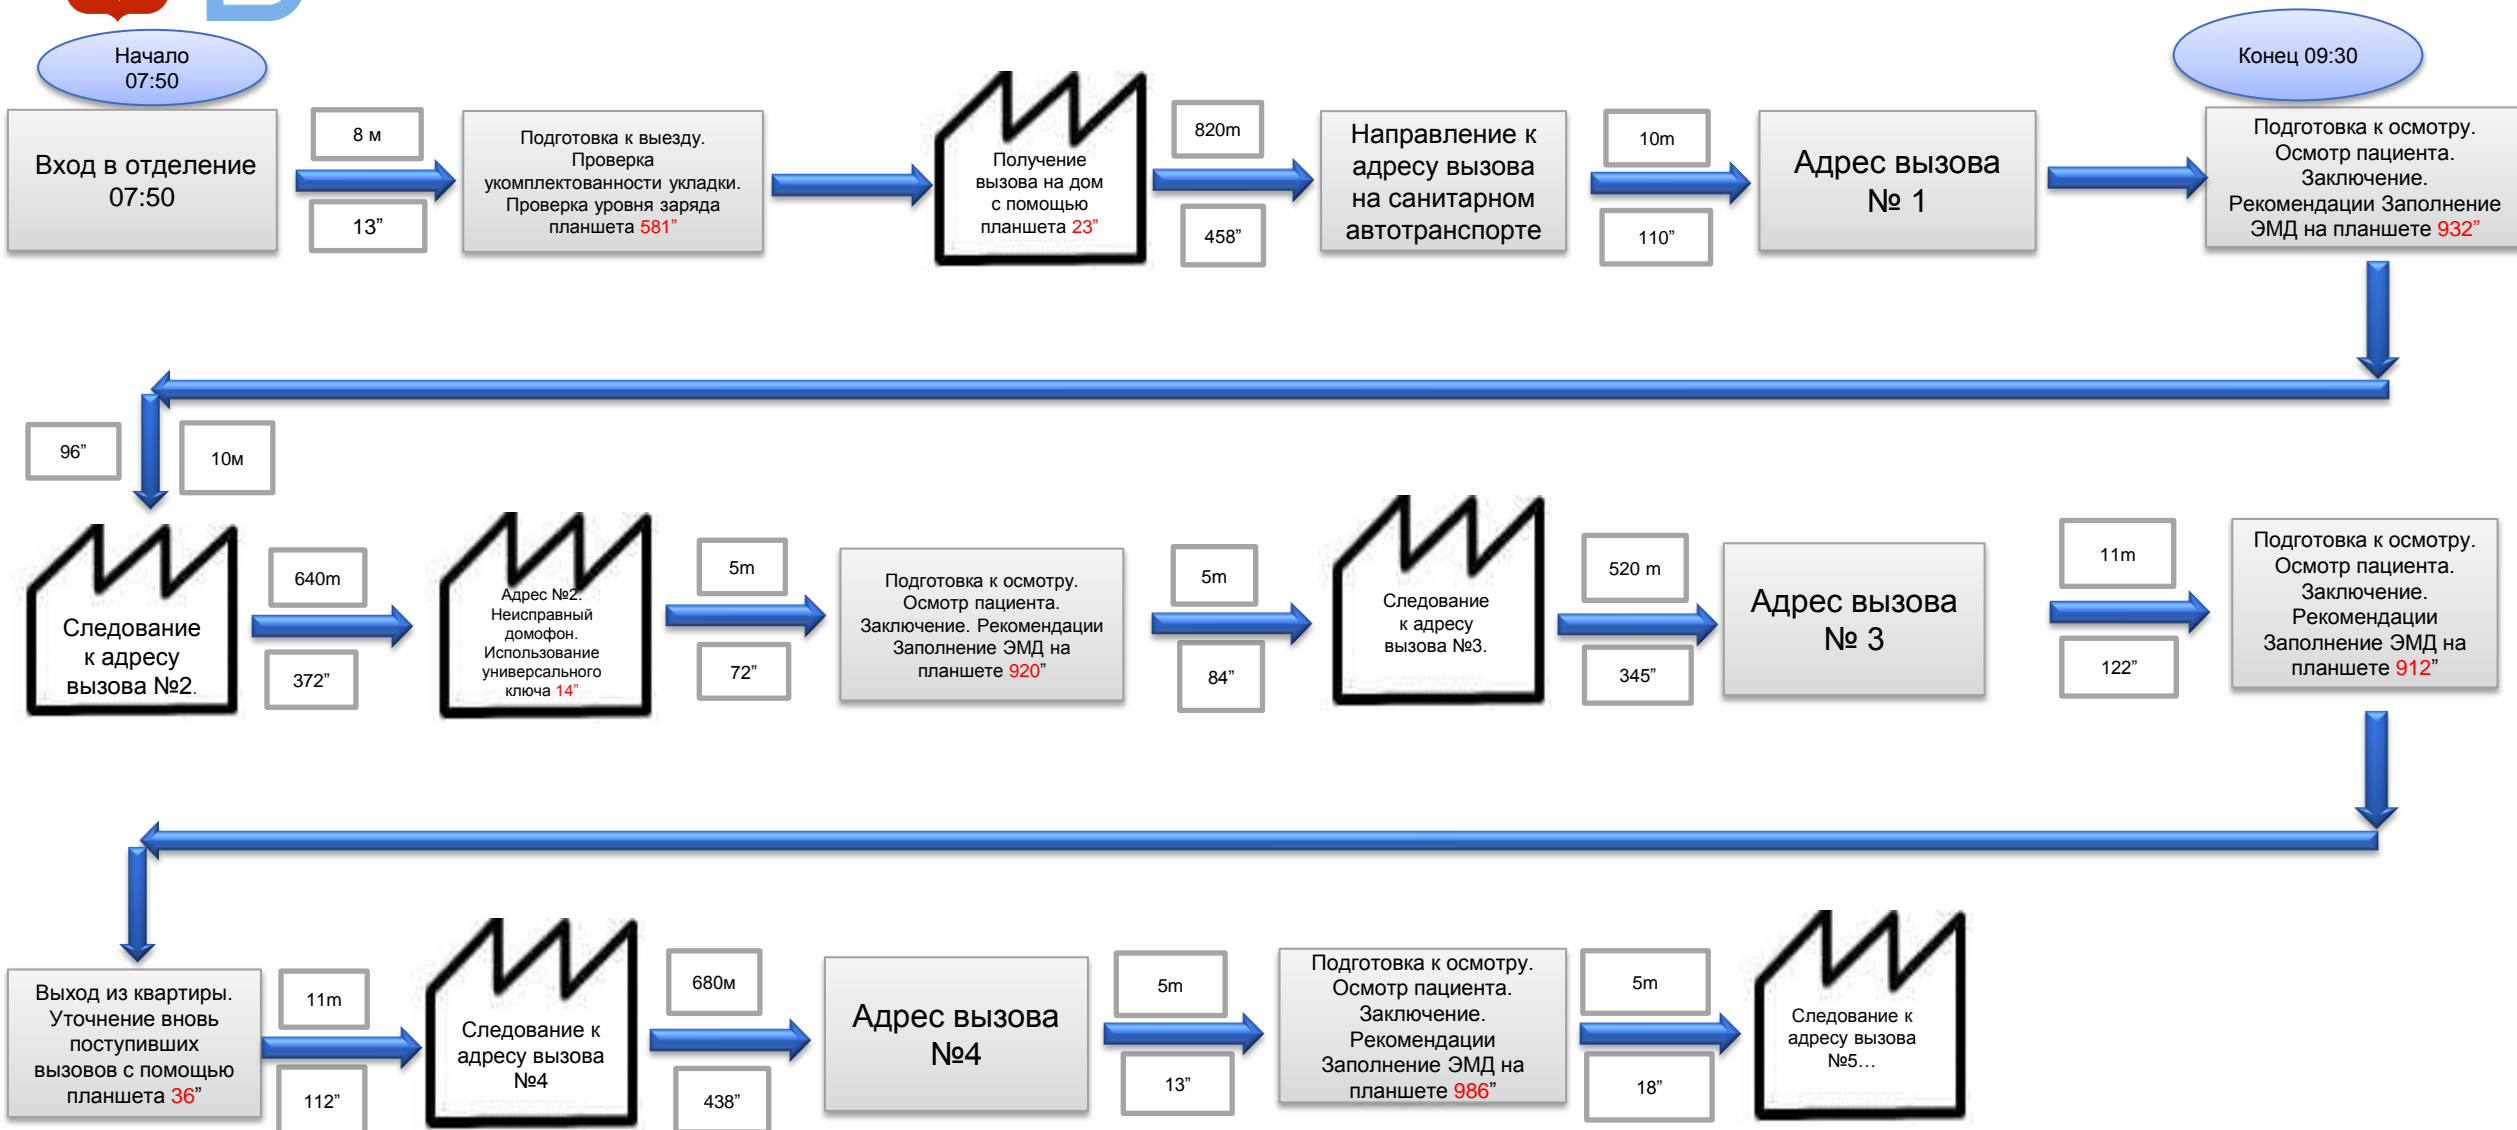 Начало
07:50
Конец 09:30
Вход в отделение
07:50
8 м
13”
Подготовка к выезду.
Проверка
укомплектованности укладки.
Проверка уровня заряда
планшета 581”
Получение
вызова на дом
с помощью
планшета 23”
820m
458”
Направление к
адресу вызова
на санитарном
автотранспорте
10m
110”
Адрес вызова
№ 1
Подготовка к осмотру.
Осмотр пациента.
Заключение.
Рекомендации Заполнение
ЭМД на планшете 932”
96”
10м
Следование
к адресу
вызова №2.
640m
372”
Адрес №2.
Неисправный
домофон.
Использование
универсального
ключа 14”
5m
72”
Подготовка к осмотру.
Осмотр пациента.
Заключение. Рекомендации
Заполнение ЭМД на
планшете 920”
5m
84”
Следование
к адресу
вызова №3.
520 m
345”
Адрес вызова
№ 3
11m
122”
Подготовка к осмотру.
Осмотр пациента.
Заключение.
Рекомендации
Заполнение ЭМД на
планшете 912”
Выход из квартиры.
Уточнение вновь
поступивших
вызовов с помощью
планшета 36”
11m
112”
Следование к
адресу вызова
№4
680м
438”
Адрес вызова
№4
5m
13”
Подготовка к осмотру.
Осмотр пациента.
Заключение.
Рекомендации
Заполнение ЭМД на
планшете 986”
5m
18”
Следование к
адресу вызова
№5...